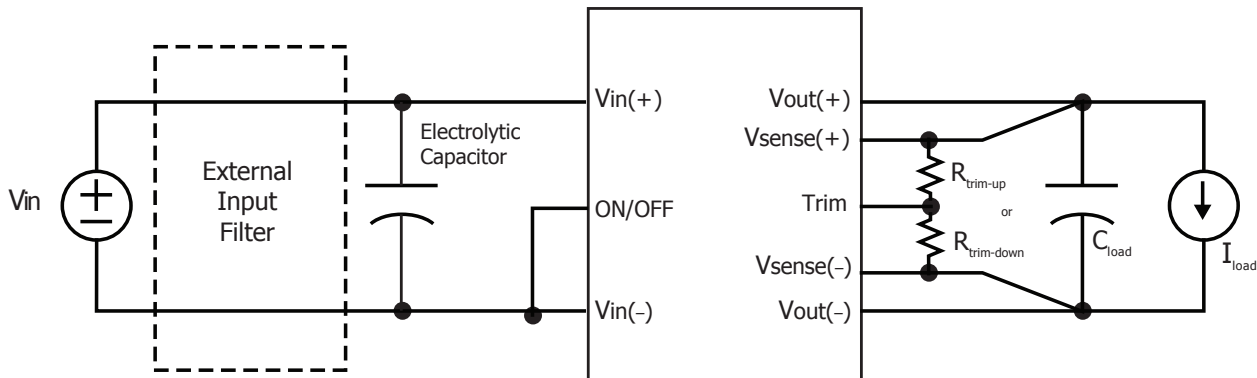 Vin
+
−
External
Input
Filter
Electrolytic
Capacitor
Vin(+)
ON/OFF
Vin(−)
Vout(+)
Vsense(+)
Trim
Vsense(−)
Vout(−)
Rtrim-up
or
Rtrim-down
Cload
Iload